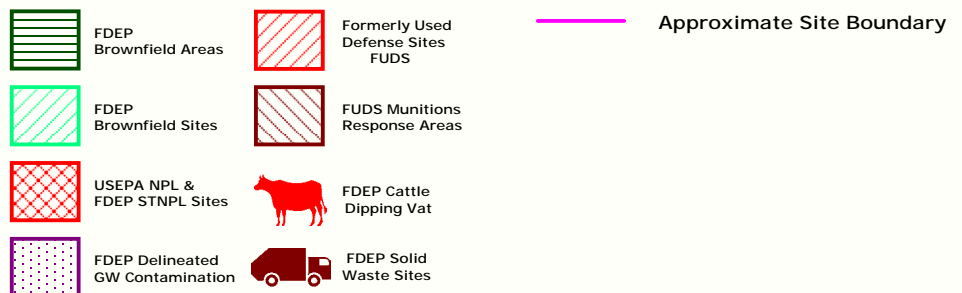 FDEP
Brownfield Areas
FDEP
Brownfield Sites
USEPA NPL &
FDEP STNPL Sites
FDEP Delineated
GW Contamination
Formerly Used
Defense Sites
FUDS
FUDS Munitions
Response Areas
FDEP Cattle
Dipping Vat
FDEP Solid
Waste Sites
Approximate Site Boundary